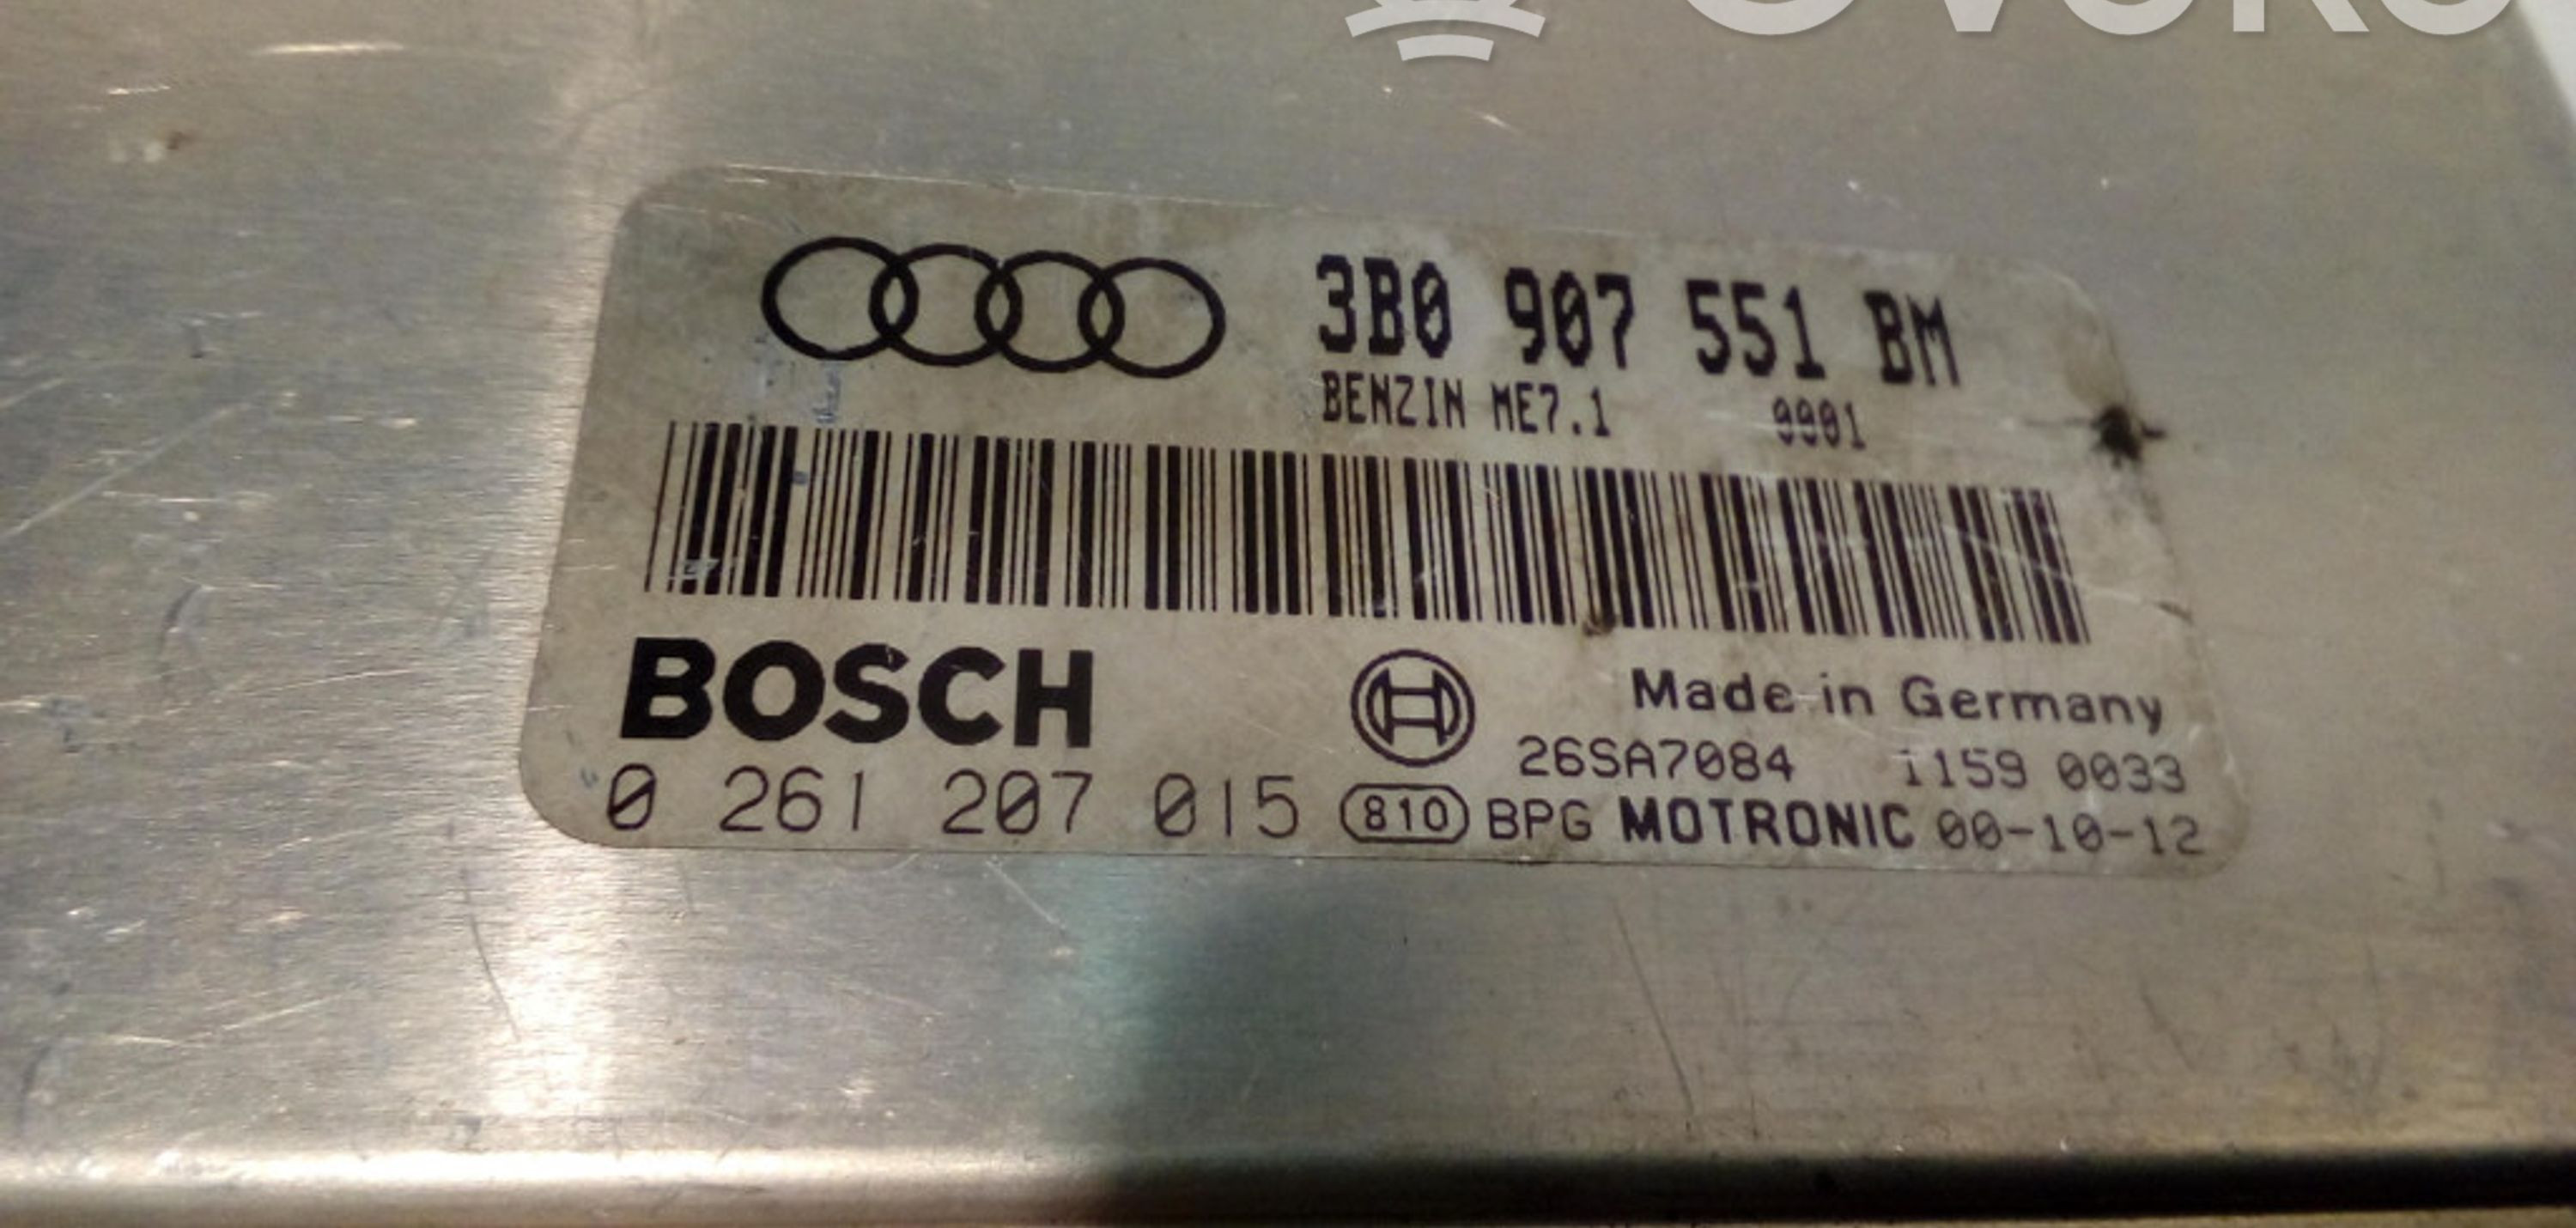 3B0 907 551 BM
BENZIN ME7.1 0001
BOSCH
Made in Germany
26SA7084 1159 0033
0 261 207 015 810 BPG MOTRONIC 00-10-12